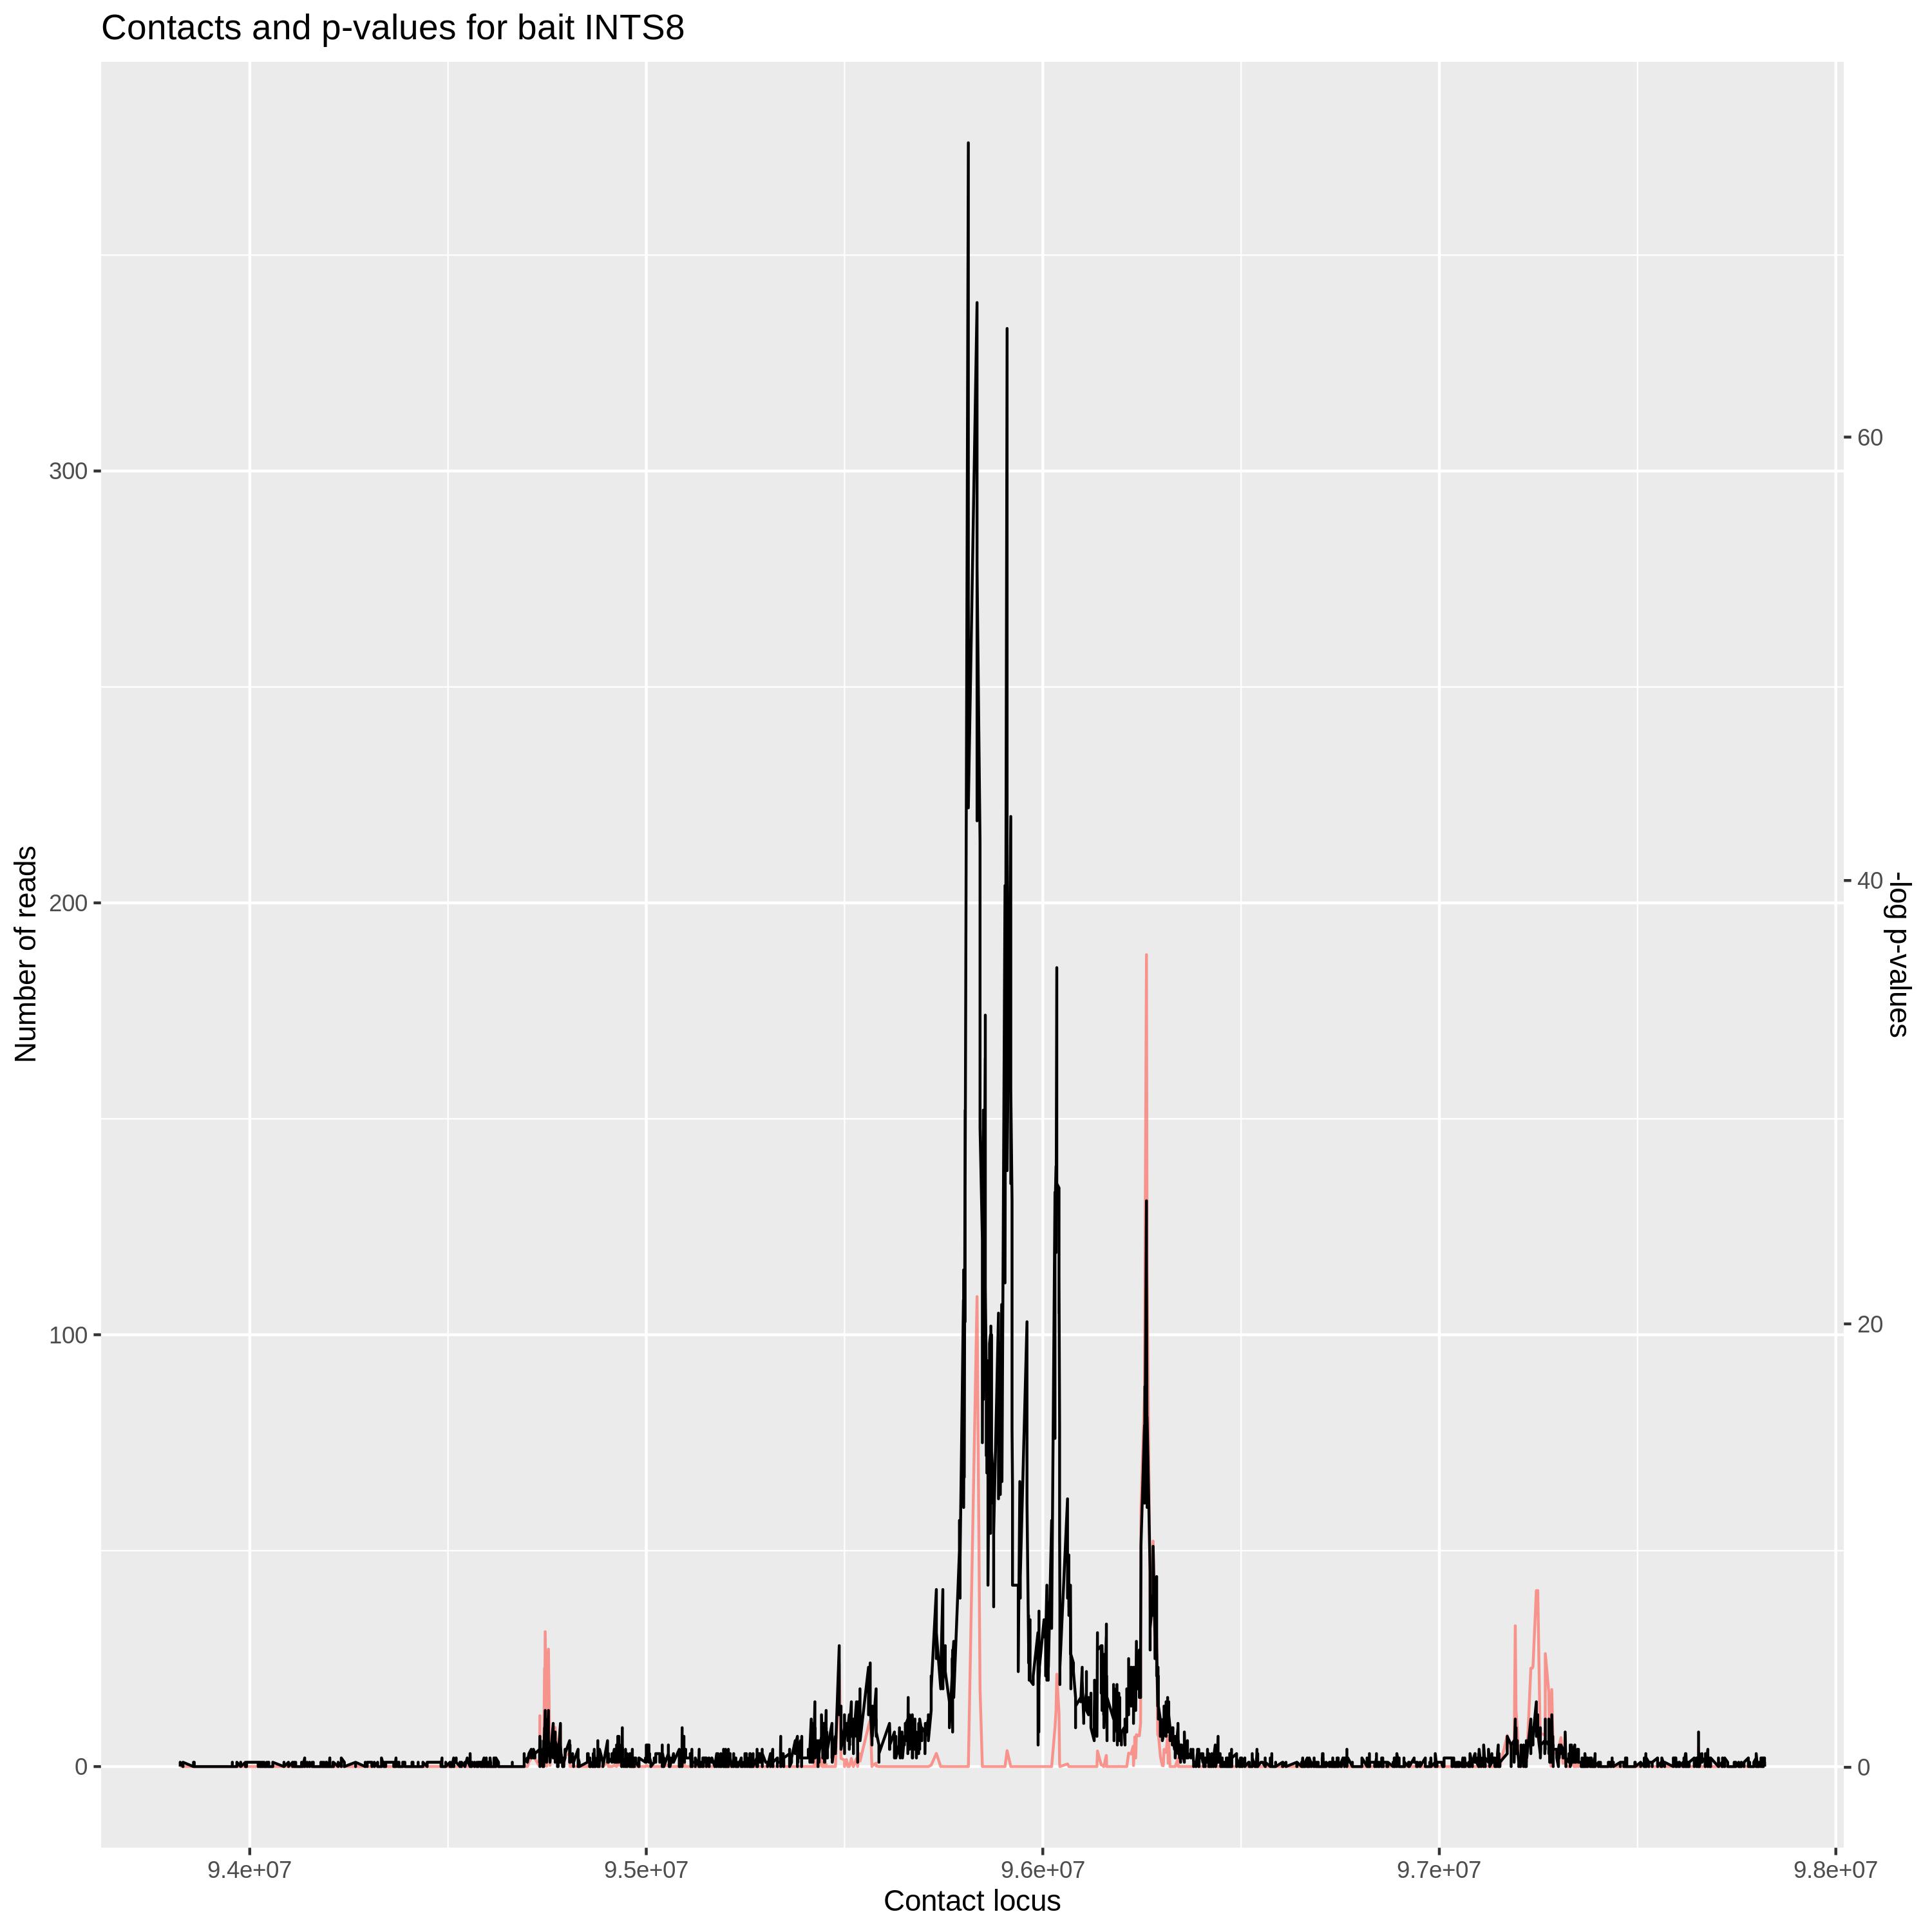 Contacts and p-values for bait INTS8
Number of reads
300
200
100
0
60
40
20
0
-log p-values
9.4e+07
9.5e+07
9.6e+07
9.7e+07
9.8e+07
Contact locus